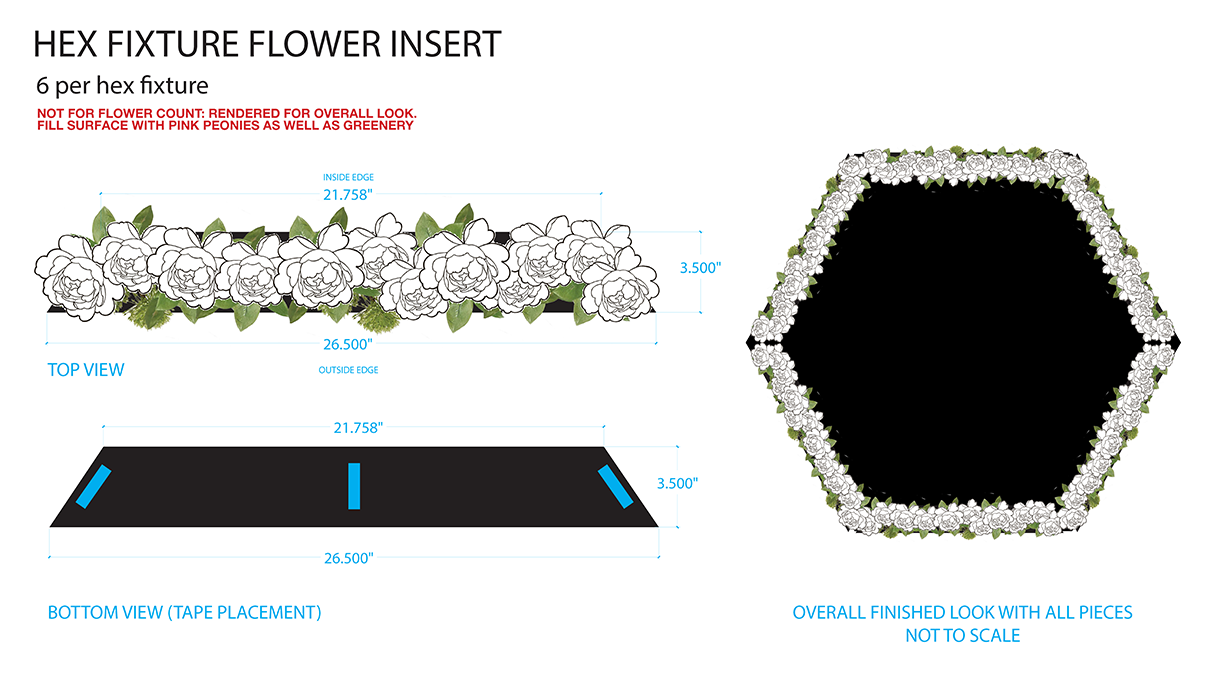 HEX FIXTURE FLOWER INSERT
6 per hex fixture
NOT FOR FLOWER COUNT: RENDERED FOR OVERALL LOOK.
FILL SURFACE WITH PINK PEONIES AS WELL AS GREENERY
INSIDE EDGE
21.758"
3.500"
26.500"
TOP VIEW
OUTSIDE EDGE
21.758"
3.500"
26.500"
BOTTOM VIEW (TAPE PLACEMENT)
OVERALL FINISHED LOOK WITH ALL PIECES
NOT TO SCALE